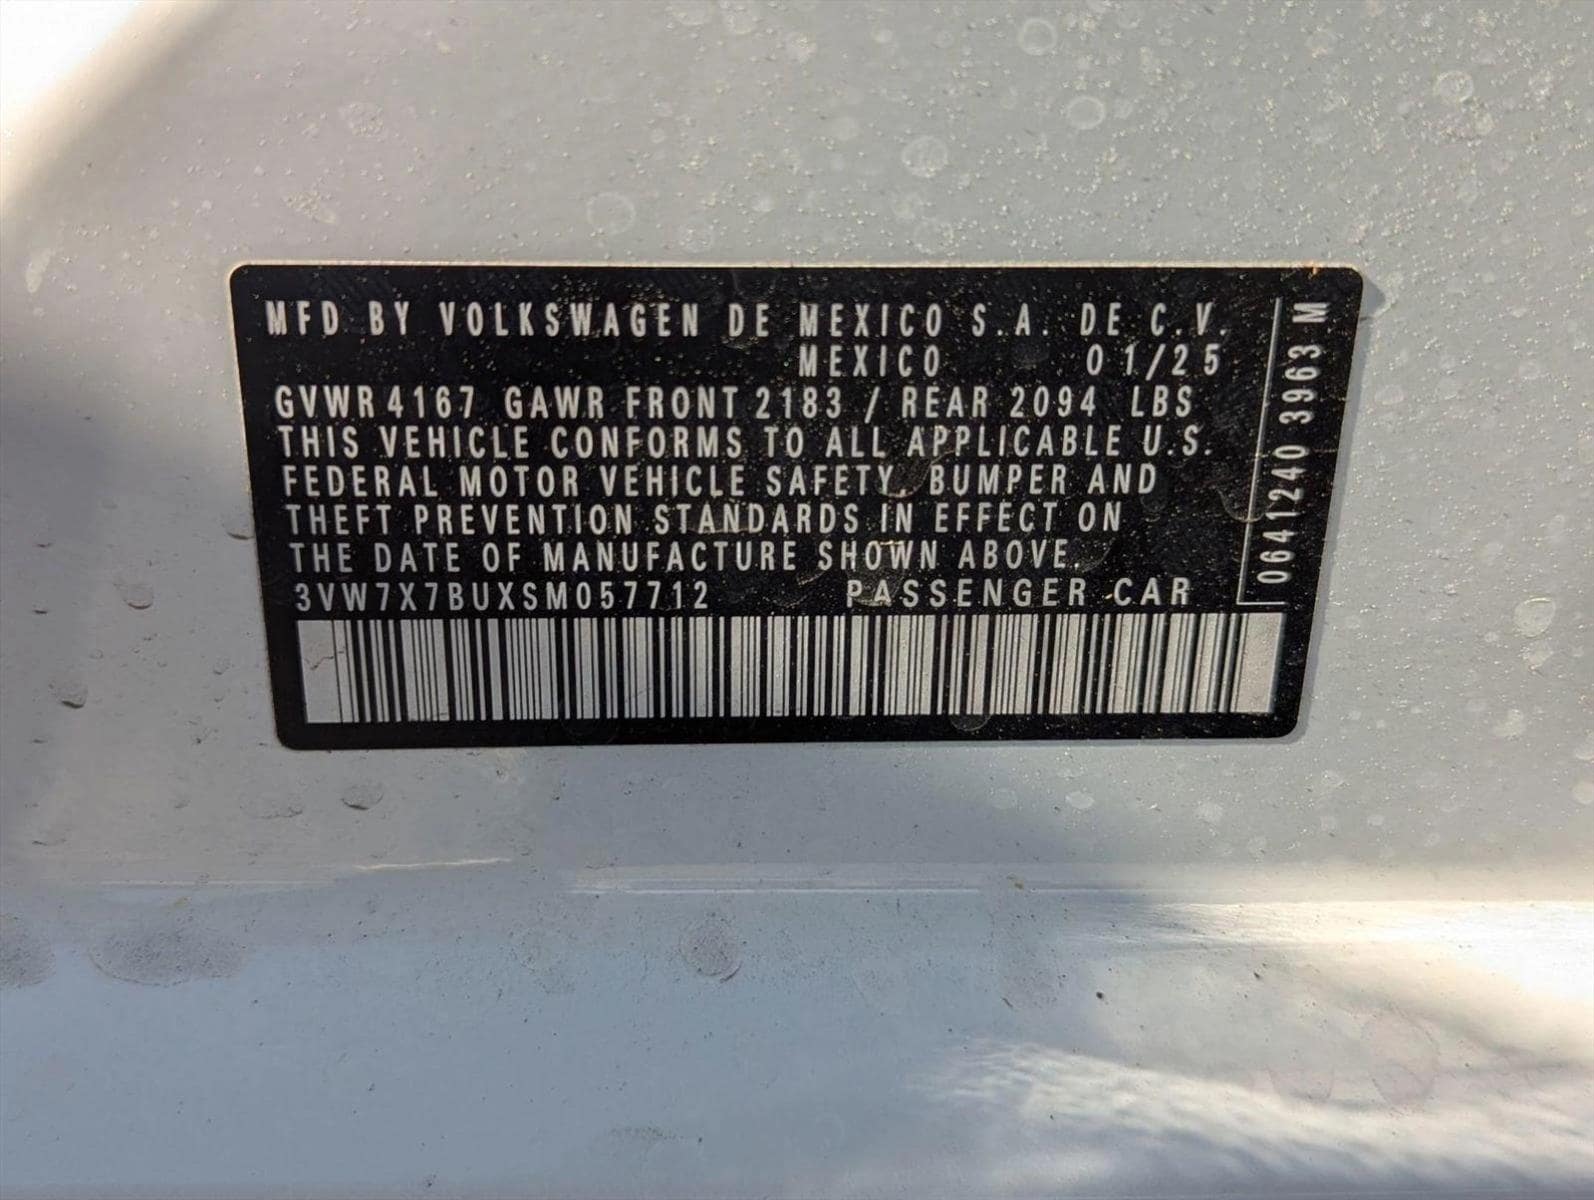 MFD BY VOLKSWAGEN DE MEXICO S.A. DE C.V.
MEXICO 01/25
GVWR 4167 GAWR FRONT 2183 / REAR 2094 LBS
THIS VEHICLE CONFORMS TO ALL APPLICABLE U.S.
FEDERAL MOTOR VEHICLE SAFETY, BUMPER AND
THEFT PREVENTION STANDARDS IN EFFECT ON
THE DATE OF MANUFACTURE SHOWN ABOVE.
3VW7X7BUXSM057712 PASSENGER CAR
0641240 3963 M